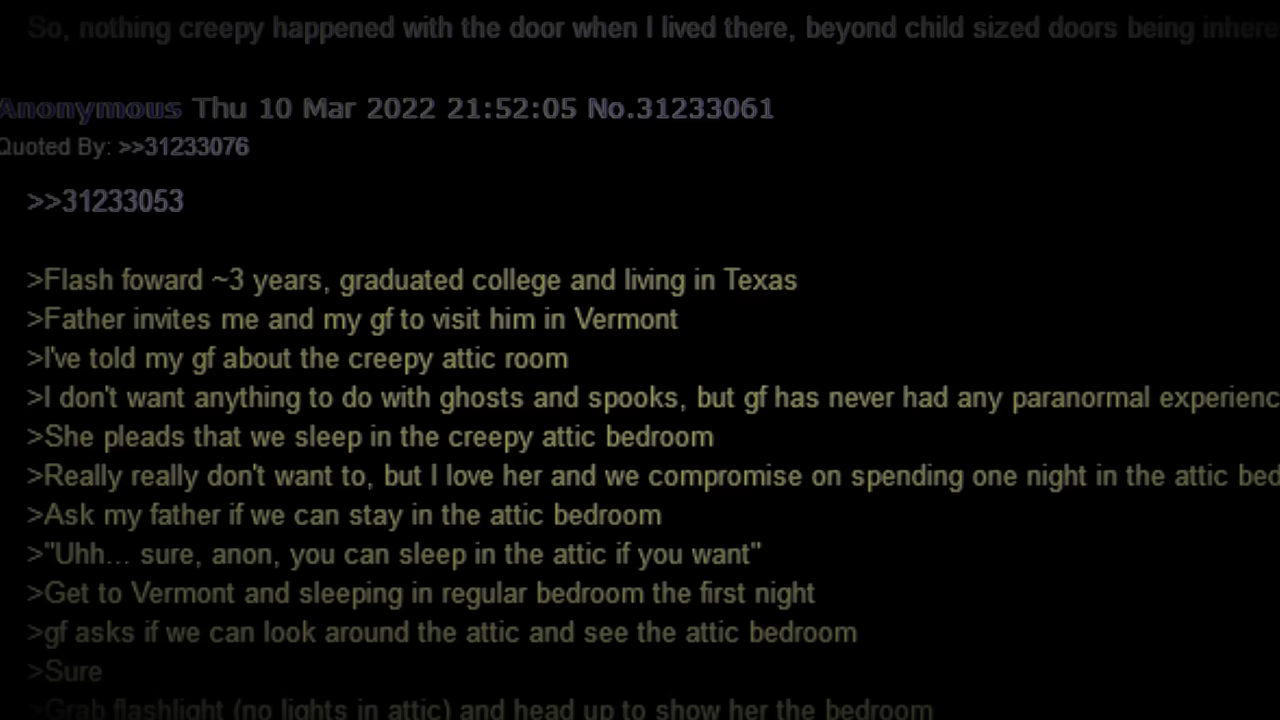 So, nothing creepy happened with the door when I lived there, beyond child sized doors being inhere
Anonymous Thu 10 Mar 2022 21:52:05 No.31233061
Quoted By: >>31233076
>>31233053
>Flash foward ~3 years, graduated college and living in Texas
>Father invites me and my gf to visit him in Vermont
>I've told my gf about the creepy attic room
>I don't want anything to do with ghosts and spooks, but gf has never had any paranormal experienc
>She pleads that we sleep in the creepy attic bedroom
>Really really don't want to, but I love her and we compromise on spending one night in the attic bed
>Ask my father if we can stay in the attic bedroom
>"Uhh... sure, anon, you can sleep in the attic if you want"
>Get to Vermont and sleeping in regular bedroom the first night
>gf asks if we can look around the attic and see the attic bedroom
>Sure
>Grab flashlight (no lights in attic) and head up to show her the bedroom